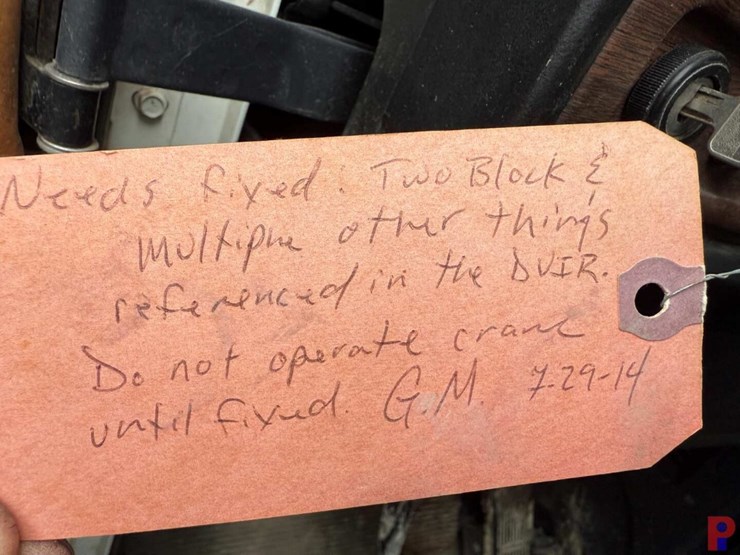 Needs fixed: Two Block &
Multiple other things
referenced in the DVIR.
Do not operate crane
until fixed. G.M. 7-29-14